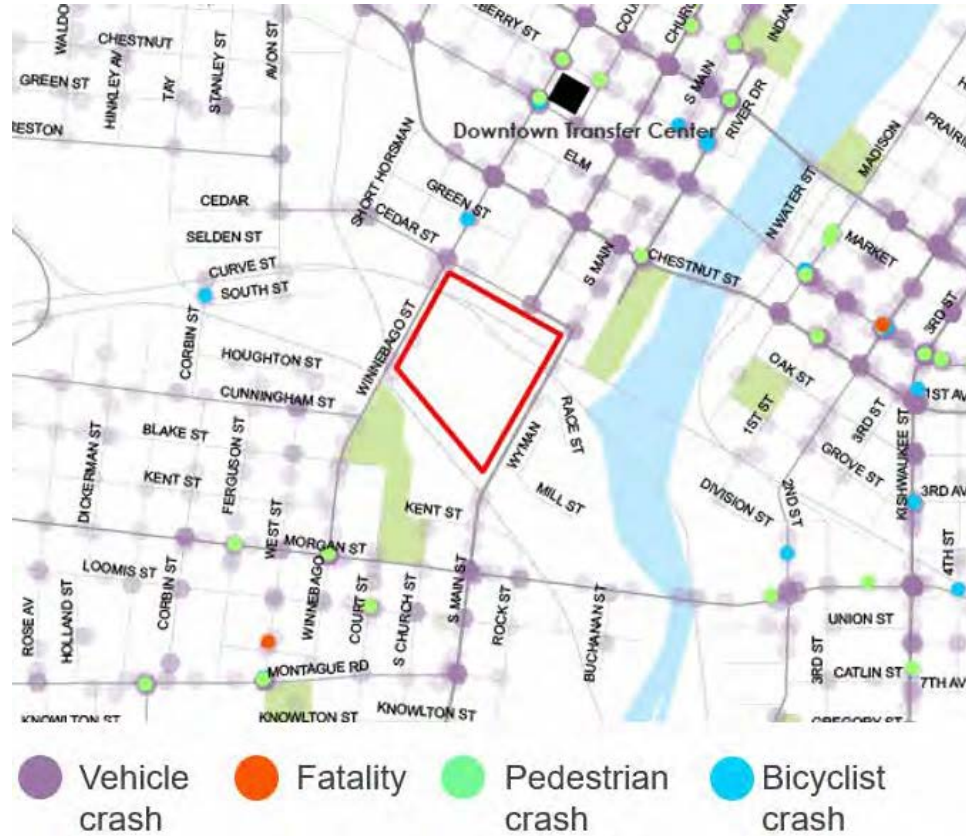 WALDO
CHESTNUT
GREEN ST
HINKLEY AV
TAY
STANLEY ST
AVON ST
CHURCH
INDIAN
S MAIN
RIVER DR
Downtown Transfer Center
ELM
MADISON
PRAIRIE
CEDAR
SHORT HORSMAN
GREEN ST
CEDAR ST
N WATER ST
MARKET
SELDEN ST
CURVE ST
SOUTH ST
S MAIN
CHESTNUT ST
3RD ST
CORBIN ST
WINNEBAGO ST
HOUGHTON ST
CUNNINGHAM ST
OAK ST
1ST ST
1ST AV
3RD ST
GROVE ST
KISHWAUKEE ST
BLAKE ST
DICKERMAN ST
FERGUSON ST
KENT ST
WYMAN
RACE ST
MILL ST
DIVISION ST
2ND ST
3RD AV
4TH ST
KENT ST
WEST ST
MORGAN ST
LOOMIS ST
CORBIN ST
WINNEBAGO
COURT ST
S CHURCH ST
S MAIN ST
ROCK ST
BUCHANAN ST
UNION ST
ROSE AV
HOLLAND ST
MONTAGUE RD
3RD ST
CATLIN ST
7TH AV
KNOWLTON ST
KNOWLTON ST
KNOWLTON ST
GREGORY ST
Vehicle crash
Fatality
Pedestrian crash
Bicyclist crash